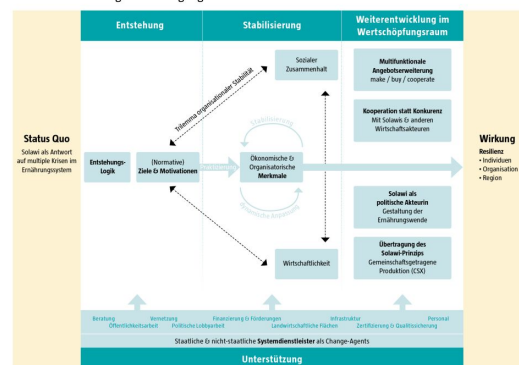 Entstehung
Stabilisierung
Weiterentwicklung im
Wertschöpfungsraum
Status Quo
Solawi als Antwort
auf multiple Krisen im
Ernährungssystem
Entstehungs-
Logik
(Normative)
Ziele & Motivationen
Trilemma organisationaler Stabilität
Sozialer
Zusammenhalt
Stabilisierung
Ökonomische &
Organisatorische
Merkmale
Wirtschaftlichkeit
Multifunktionale
Angebotserweiterung
make / buy / cooperate
Kooperation statt Konkurenz
Mit Solawis & anderen
Wirtschaftsakteuren
Solawi als
politische Akteurin
Gestaltung der
Ernährungswende
Übertragung des
Solawi-Prinzips
Gemeinschaftsgetragene
Produktion (CSX)
Wirkung
Resilienz
• Individuen
• Organisation
• Region
Beratung
Vernetzung
Finanzierung & Förderungen
Infrastruktur
Personal
Öffentlichkeitsarbeit
Politische Lobbyarbeit
Landwirtschaftliche Flächen
Zertifizierung & Qualitssicherung
Staatliche & nicht-staatliche Systemdienstleister als Change-Agents
Unterstützung